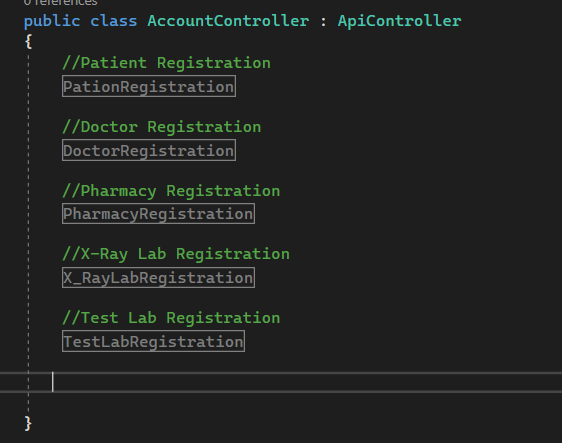 0 references
public class AccountController : ApiController
{
//Patient Registration
PationRegistration
//Doctor Registration
DoctorRegistration
//Pharmacy Registration
PharmacyRegistration
//X-Ray Lab Registration
X_RayLabRegistration
//Test Lab Registration
TestLabRegistration
}